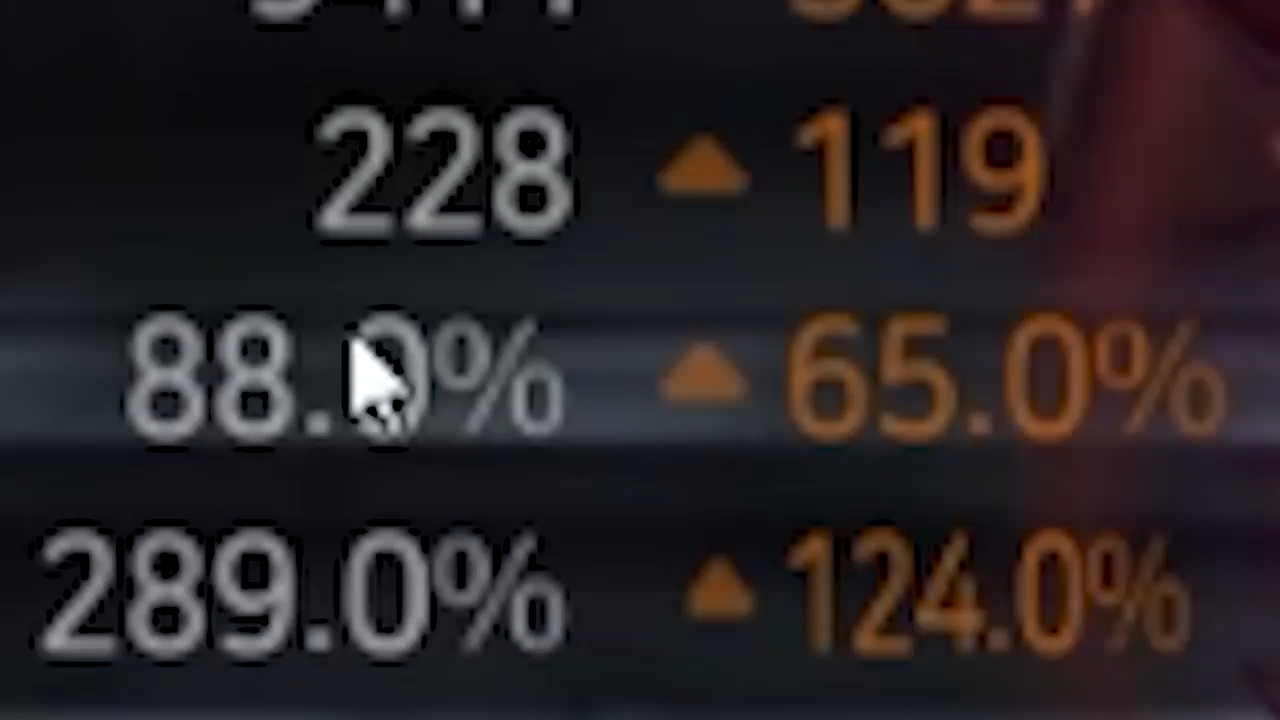 228 ▲ 119
88.0% ▲ 65.0%
289.0% ▲ 124.0%